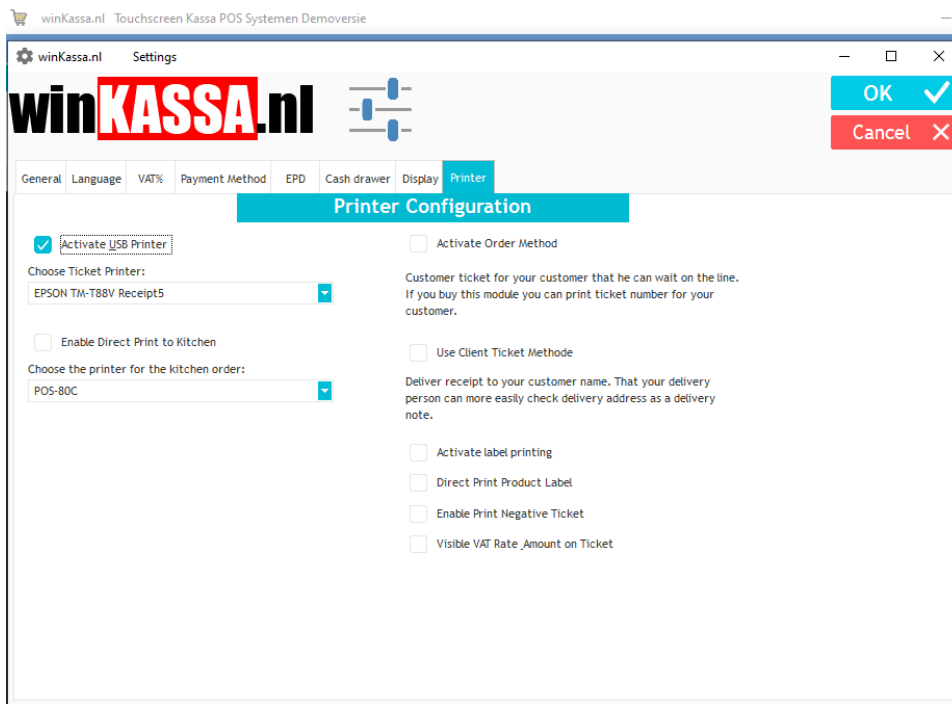 winKassa.nl Touchscreen Kassa POS Systemen Demoversie
winKassa.nl Settings
winKASSA.nl
OK
Cancel
General Language VAT% Payment Method EPD Cash drawer Display Printer
Printer Configuration
Activate USB Printer
Choose Ticket Printer:
EPSON TM-T88V Receipt5
Enable Direct Print to Kitchen
Choose the printer for the kitchen order:
POS-80C
Activate Order Method
Customer ticket for your customer that he can wait on the line.
If you buy this module you can print ticket number for your
customer.
Use Client Ticket Methode
Deliver receipt to your customer name. That your delivery
person can more easily check delivery address as a delivery
note.
Activate label printing
Direct Print Product Label
Enable Print Negative Ticket
Visible VAT Rate ,Amount on Ticket